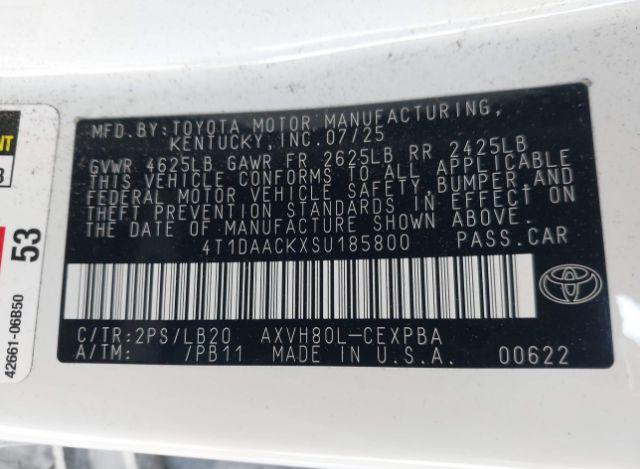 MFD.BY:TOYOTA MOTOR MANUFACTURING,
KENTUCKY,INC.07/25
GVWR 4625LB GAWR FR 2625LB RR 2425LB
THIS VEHICLE CONFORMS TO ALL APPLICABLE
FEDERAL MOTOR VEHICLE SAFETY,BUMPER,AND
THEFT PREVENTION STANDARDS IN EFFECT ON
THE DATE OF MANUFACTURE SHOWN ABOVE.
4T1DAACKXSU185800 PASS.CAR
C/TR:2PS/LB20 AXVH80L-CEXPBA
A/TM: /PB11 MADE IN U.S.A. 00622
53
42661-06B50